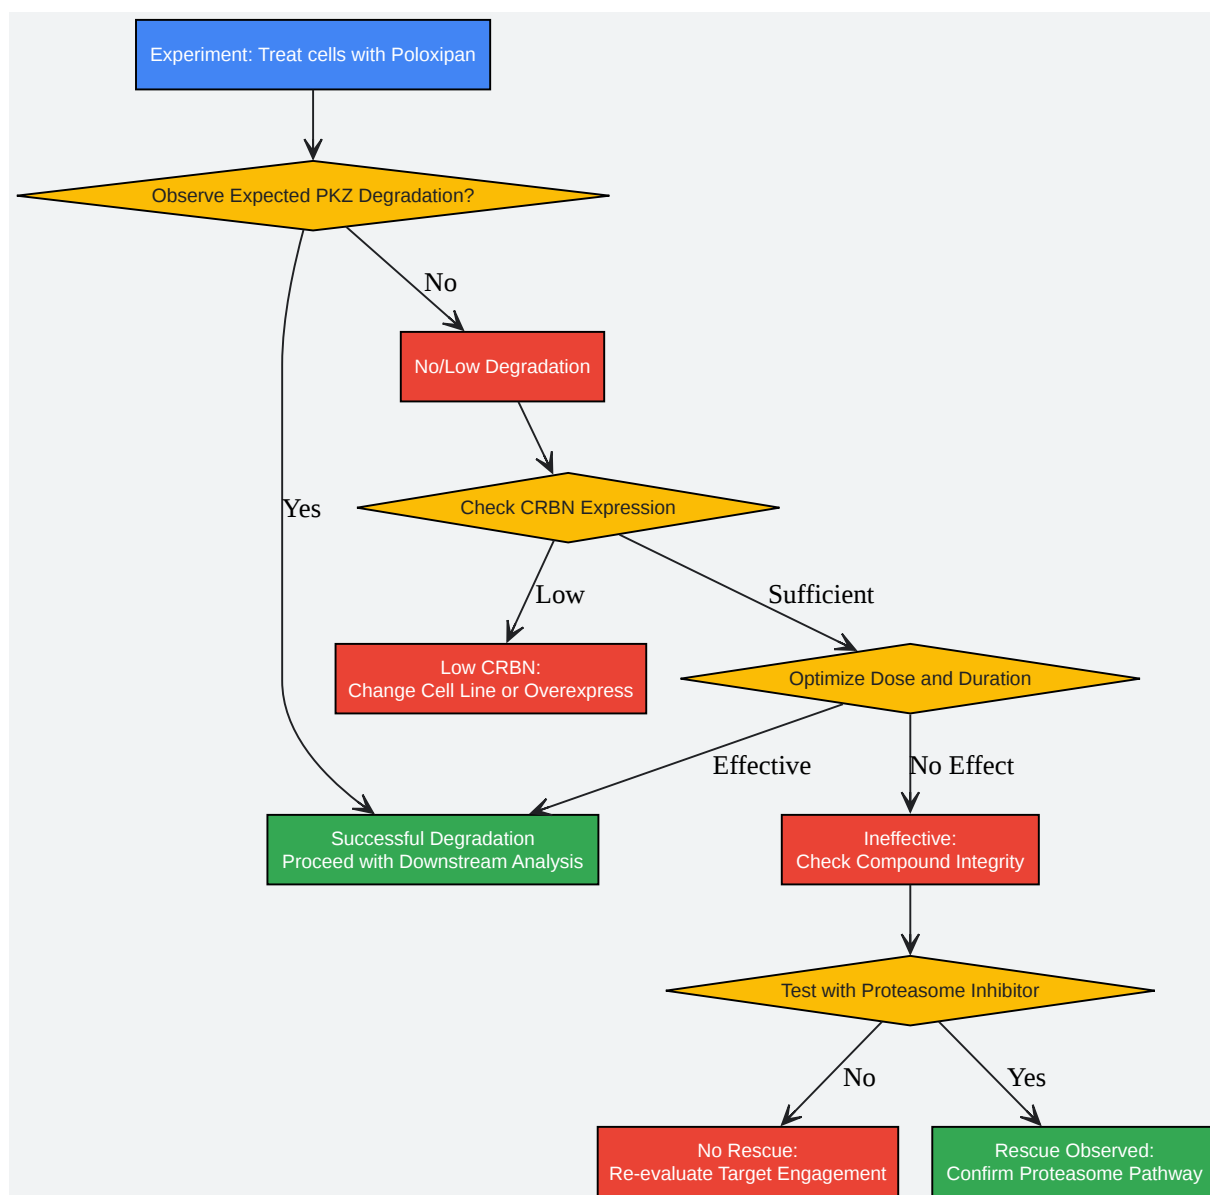 Experiment: Treat cells with Poloxipan
Observe Expected PKZ Degradation?
No
No/Low Degradation
Yes
Check CRBN Expression
Low
Sufficient
Low CRBN:
Change Cell Line or Overexpress
Optimize Dose and Duration
Effective
No Effect
Successful Degradation
Proceed with Downstream Analysis
Ineffective:
Check Compound Integrity
Test with Proteasome Inhibitor
No
Yes
No Rescue:
Re-evaluate Target Engagement
Rescue Observed:
Confirm Proteasome Pathway